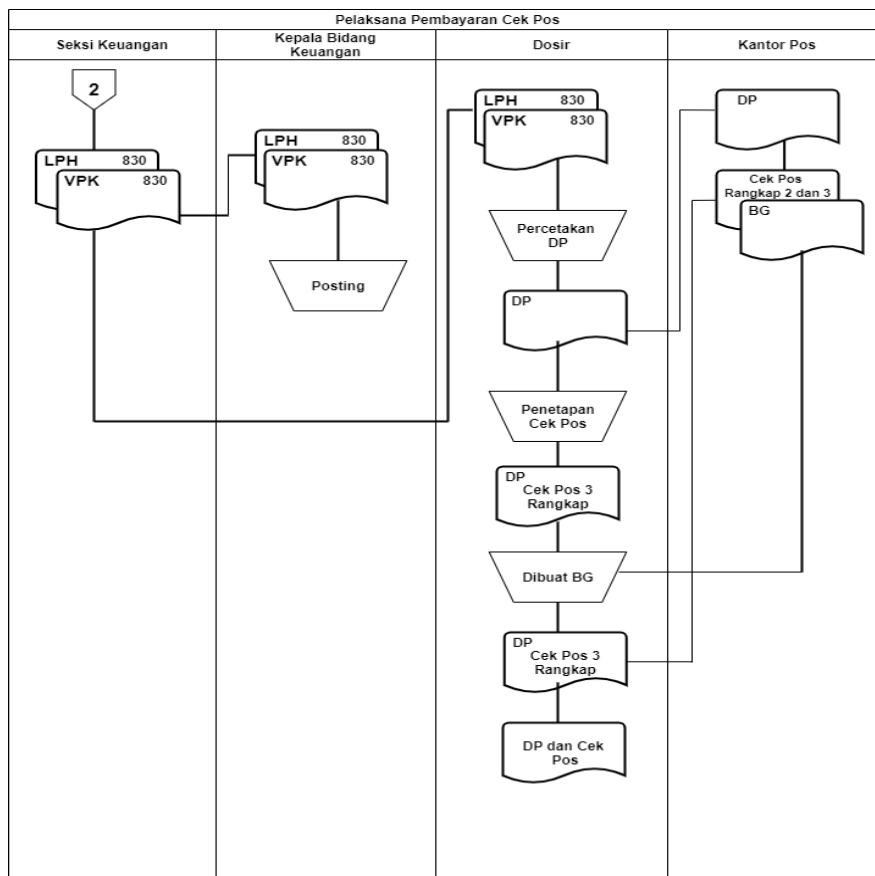 Pelaksana Pembayaran Cek Pos
Seksi Keuangan
Kepala Bidang
Keuangan
Dosir
Kantor Pos
2
LPH 830
VPK 830
LPH 830
VPK 830
Posting
LPH 830
VPK 830
Percetakan
DP
DP
Penetapan
Cek Pos
DP
Cek Pos 3
Rangkap
Dibuat BG
DP
Cek Pos 3
Rangkap
DP dan Cek
Pos
DP
Cek Pos
Rangkap 2 dan 3
BG